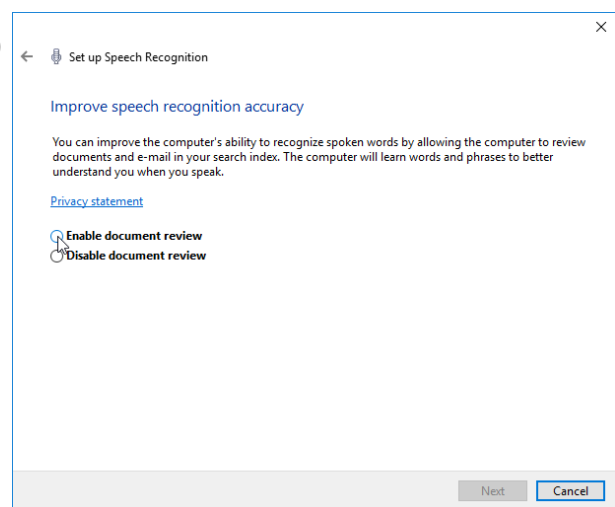 Set up Speech Recognition
Improve speech recognition accuracy
You can improve the computer's ability to recognize spoken words by allowing the computer to review
documents and e-mail in your search index. The computer will learn words and phrases to better
understand you when you speak.
Privacy statement
Enable document review
Disable document review
Next Cancel